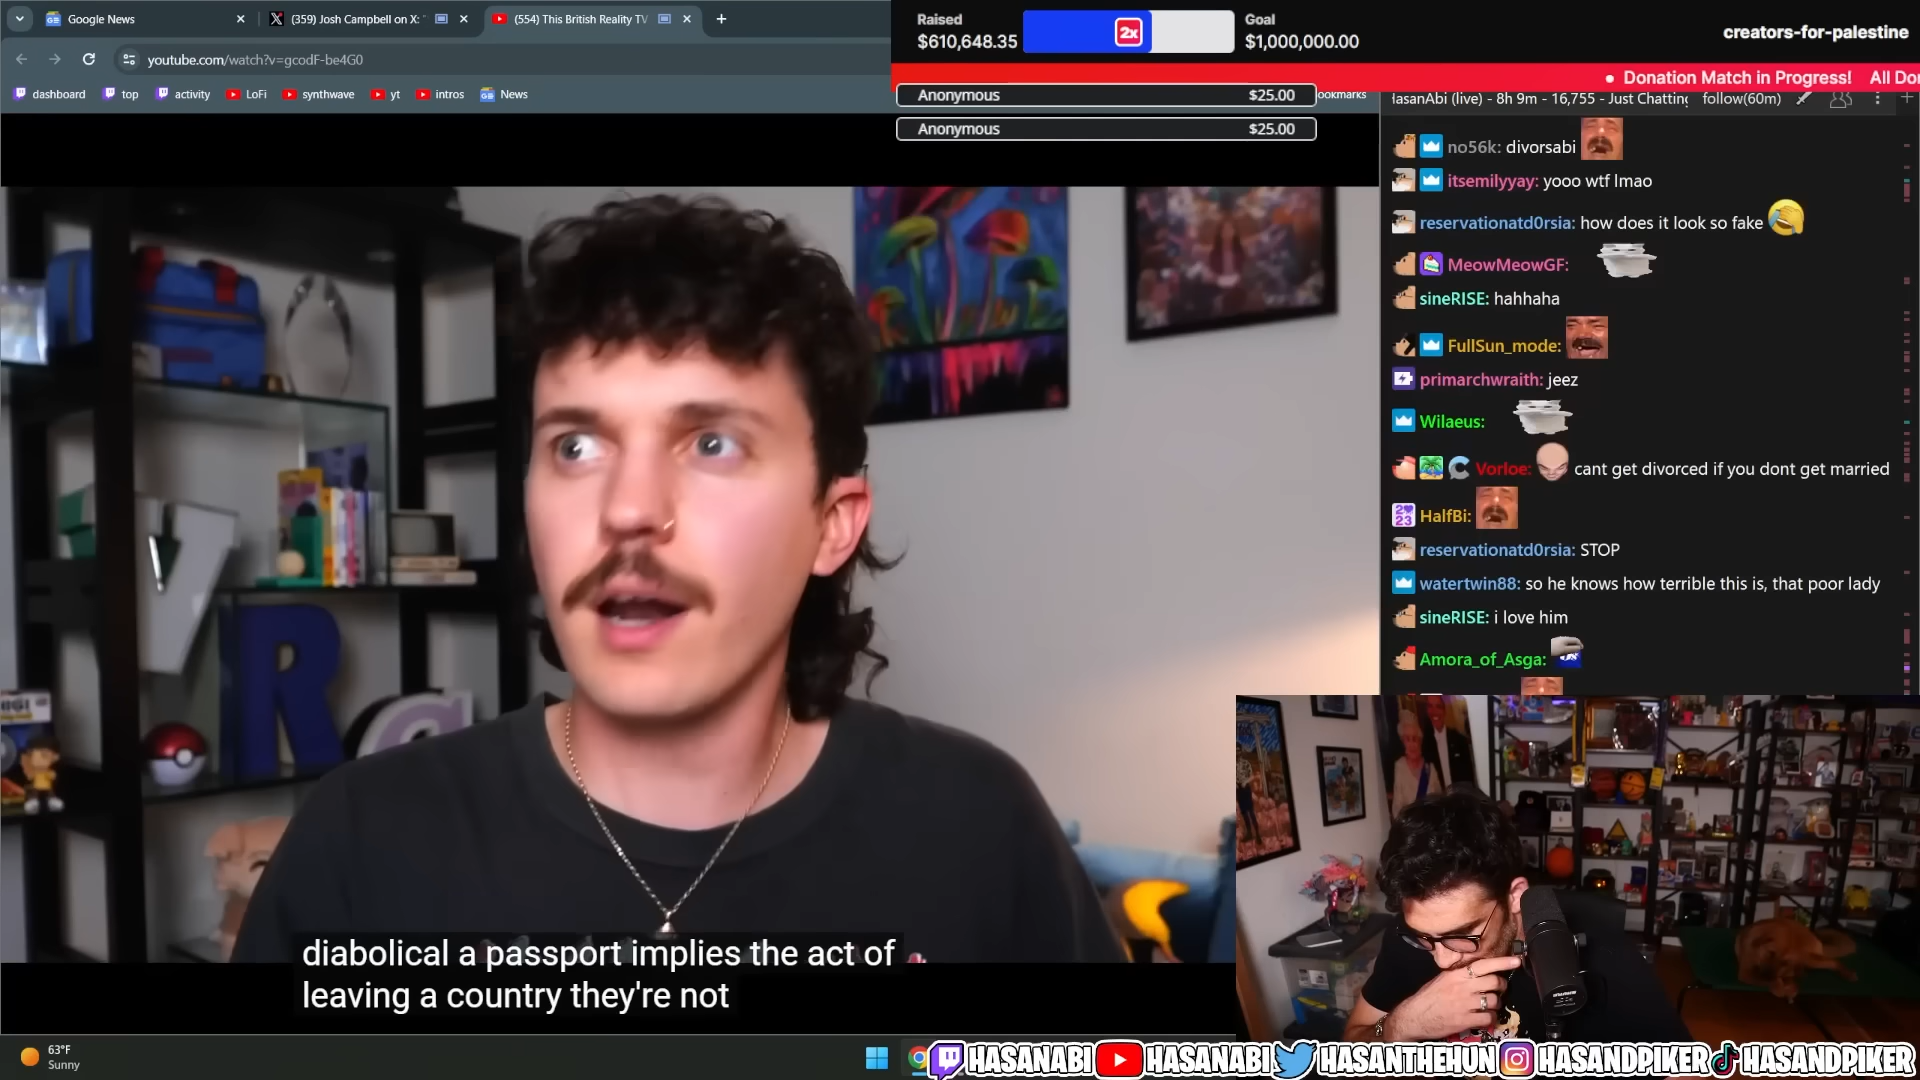 Google News
(359) Josh Campbell on X: "
(554) This British Reality TV
youtube.com/watch?v=gcodF-be4G0
dashboard
top
activity
LoFi
synthwave
yt
intros
News
ookmarks
Raised
$610,648.35
2x
Goal
$1,000,000.00
creators-for-palestine
• Donation Match in Progress! All Do
Anonymous $25.00
Anonymous $25.00
HasanAbi (live) - 8h 9m - 16,755 - Just Chatting
follow(60m)
no56k: divorsabi
itsemilyyay: yooo wtf lmao
reservationatd0rsia: how does it look so fake
MeowMeowGF:
sineRISE: hahhaha
FullSun_mode:
primarchwraith: jeez
Wilaeus:
Vorloe: cant get divorced if you dont get married
HalfBi:
reservationatd0rsia: STOP
watertwin88: so he knows how terrible this is, that poor lady
sineRISE: i love him
Amora_of_Asga:
V
R
diabolical a passport implies the act of
leaving a country they're not
63°F
Sunny
HASANABI
HASANABI
HASANTHEHUN
HASANDPIKER
HASANDPIKER